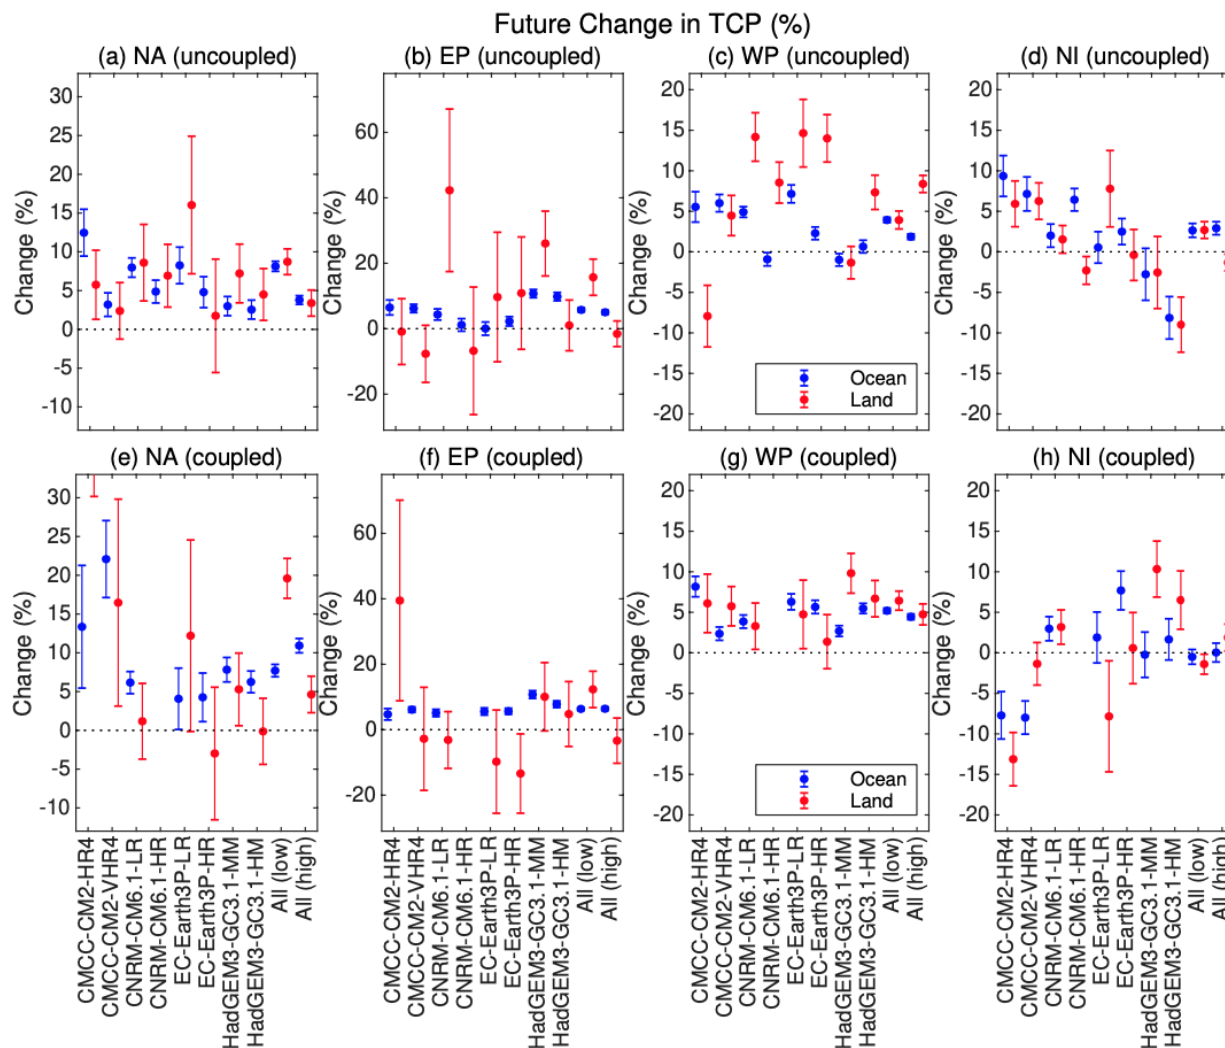 Future Change in TCP (%)
(a) NA (uncoupled)
(b) EP (uncoupled)
(c) WP (uncoupled)
(d) NI (uncoupled)
Change (%)
30
25
20
15
10
5
0
-5
-10
Change (%)
60
40
20
0
-20
Change (%)
20
15
10
5
0
-5
-10
-15
-20
Ocean
Land
Change (%)
20
15
10
5
0
-5
-10
-15
-20
(e) NA (coupled)
(f) EP (coupled)
(g) WP (coupled)
(h) NI (coupled)
Change (%)
30
25
20
15
10
5
0
-5
-10
Change (%)
60
40
20
0
-20
Change (%)
20
15
10
5
0
-5
-10
-15
-20
Ocean
Land
Change (%)
20
15
10
5
0
-5
-10
-15
-20
CMCC-CM2-HR4
CMCC-CM2-VHR4
CNRM-CM6.1-LR
CNRM-CM6.1-HR
EC-Earth3P-LR
EC-Earth3P-HR
HadGEM3-GC3.1-MM
HadGEM3-GC3.1-HM
All (low)
All (high)
CMCC-CM2-HR4
CMCC-CM2-VHR4
CNRM-CM6.1-LR
CNRM-CM6.1-HR
EC-Earth3P-LR
EC-Earth3P-HR
HadGEM3-GC3.1-MM
HadGEM3-GC3.1-HM
All (low)
All (high)
CMCC-CM2-HR4
CMCC-CM2-VHR4
CNRM-CM6.1-LR
CNRM-CM6.1-HR
EC-Earth3P-LR
EC-Earth3P-HR
HadGEM3-GC3.1-MM
HadGEM3-GC3.1-HM
All (low)
All (high)
CMCC-CM2-HR4
CMCC-CM2-VHR4
CNRM-CM6.1-LR
CNRM-CM6.1-HR
EC-Earth3P-LR
EC-Earth3P-HR
HadGEM3-GC3.1-MM
HadGEM3-GC3.1-HM
All (low)
All (high)